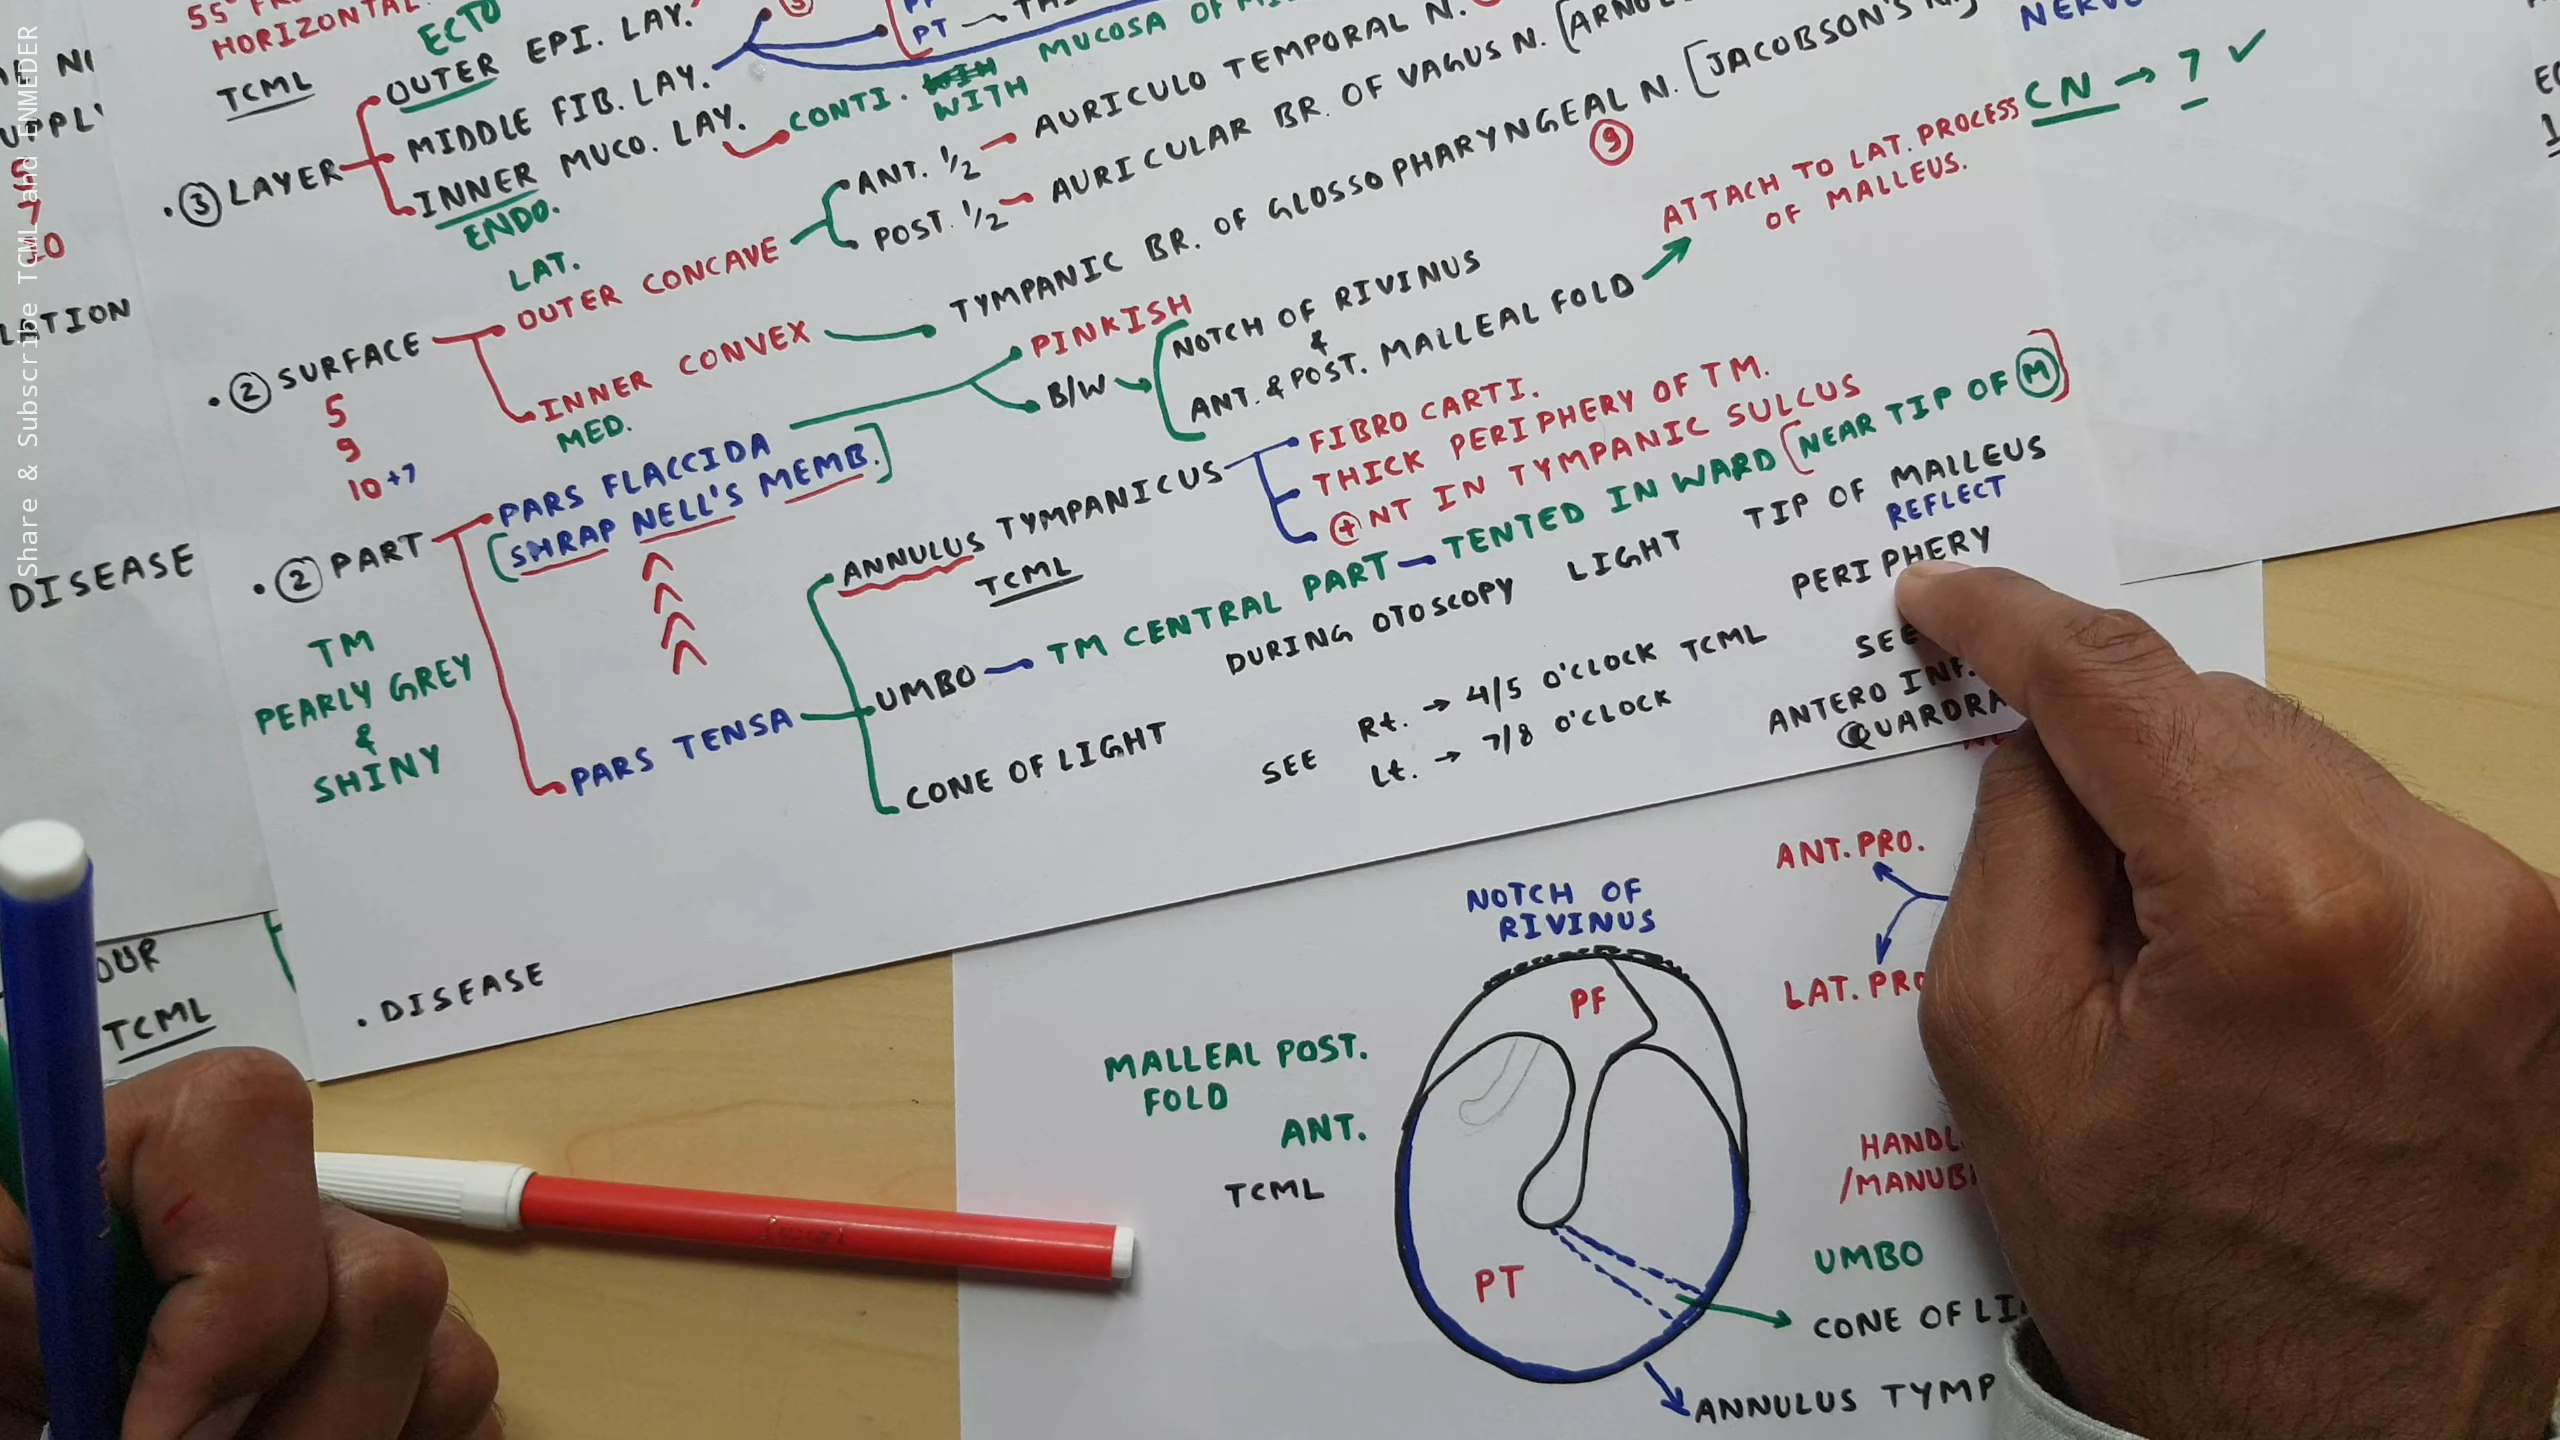 Share & Subscribe TCML and ENMEDER
HORIZONTAL.
ECTO
TCML
OUTER EPI. LAY.
MIDDLE FIB. LAY.
INNER MUCO. LAY.
ENDO.
③ LAYER
CONTI. WITH MUCOSA OF
PT
ANT. 1/2 — AURICULO TEMPORAL N.
POST. 1/2 — AURICULAR BR. OF VAGUS N.
LAT.
OUTER CONCAVE
INNER CONVEX
MED.
TYMPANIC BR. OF GLOSSO PHARYNGEAL N. [JACOBSON'S
9
CN → 7 ✓
② SURFACE
5
9
10 +7
PINKISH
B/W →
NOTCH OF RIVINUS
&
ANT. & POST. MALLEAL FOLD
ATTACH TO LAT. PROCESS
OF MALLEUS.
② PART
PARS FLACCIDA
(SHRAP NELL'S MEMB.]
TM
PEARLY GREY
&
SHINY
PARS TENSA
ANNULUS TYMPANICUS
TCML
FIBRO CARTI.
THICK PERIPHERY OF TM.
⊕NT IN TYMPANIC SULCUS
UMBO — TM CENTRAL PART — TENTED IN WARD [NEAR TIP OF Ⓜ]
CONE OF LIGHT
DURING OTOSCOPY LIGHT TIP OF MALLEUS
REFLECT
PERIPHERY
SEE Rt. → 4/5 O'CLOCK TCML
Lt. → 7/8 O'CLOCK
SEE
ANTERO INF.
DISEASE
10
. DISEASE
TCML
NOTCH OF
RIVINUS
PF
PT
MALLEAL POST.
FOLD
ANT.
TCML
ANT. PRO.
LAT. PRO
UMBO
CONE OF
ANNULUS TYMP